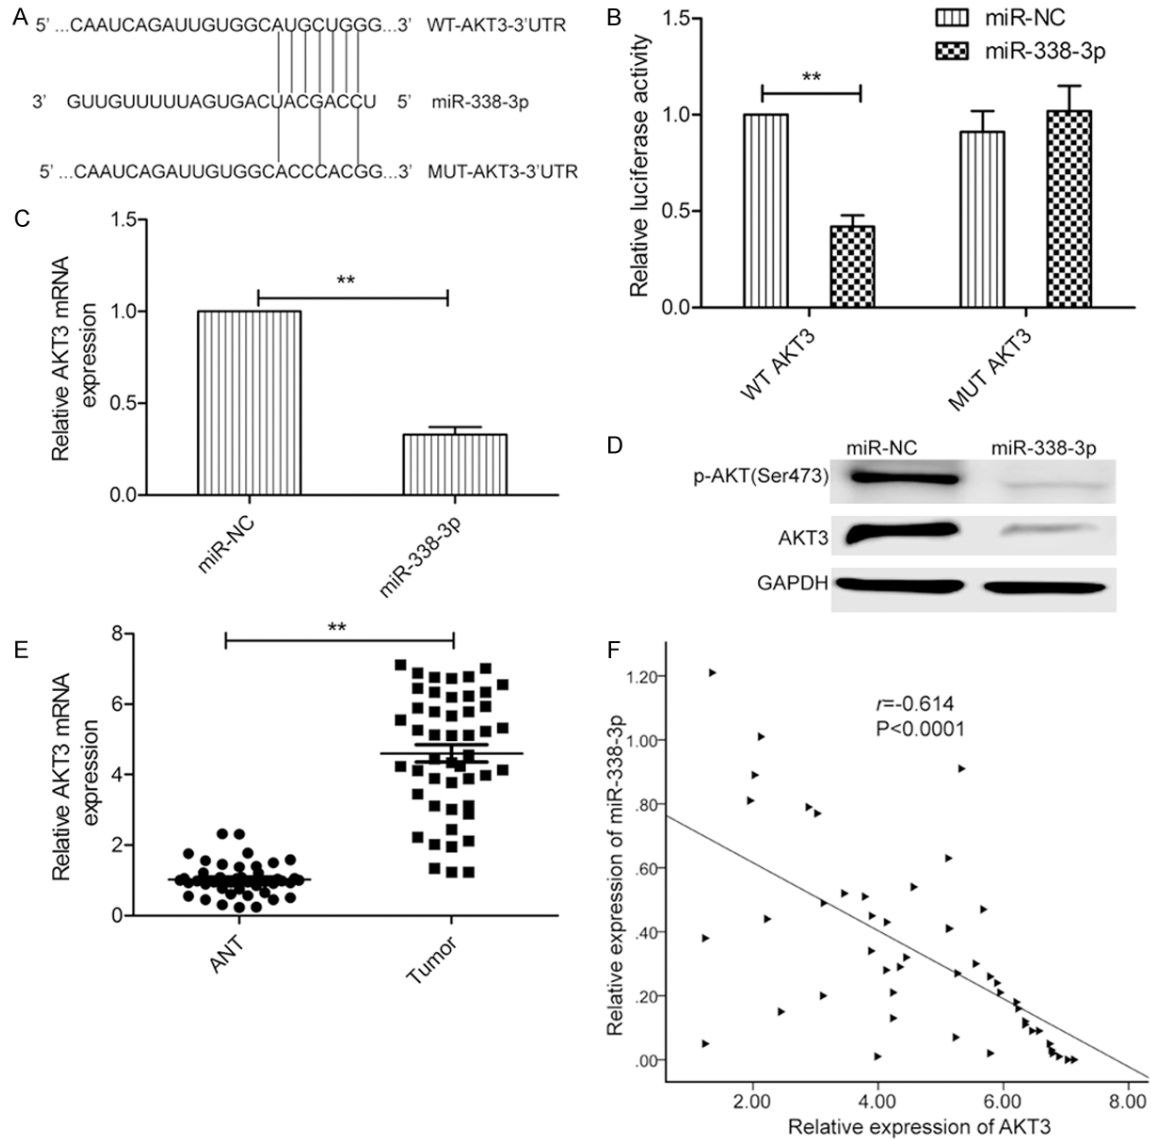 A
5' ...CAAUCAGAUUGUGGCAUGCUGGG...3' WT-AKT3-3'UTR
3' GUUGUUUUUAGUGACUACGACCU 5' miR-338-3p
5' ...CAAUCAGAUUGUGGCACCCACGG...3' MUT-AKT3-3'UTR
B
Relative luciferase activity
1.5
1.0
0.5
0.0
miR-NC
miR-338-3p
**
WT AKT3
MUT AKT3
C
Relative AKT3 mRNA
expression
1.5
1.0
0.5
0.0
**
miR-NC
miR-338-3p
D
miR-NC miR-338-3p
p-AKT(Ser473)
AKT3
GAPDH
E
Relative AKT3 mRNA
expression
8
6
4
2
0
**
ANT
Tumor
F
Relative expression of miR-338-3p
1.20
1.00
.80
.60
.40
.20
.00
r=-0.614
P<0.0001
2.00 4.00 6.00 8.00
Relative expression of AKT3